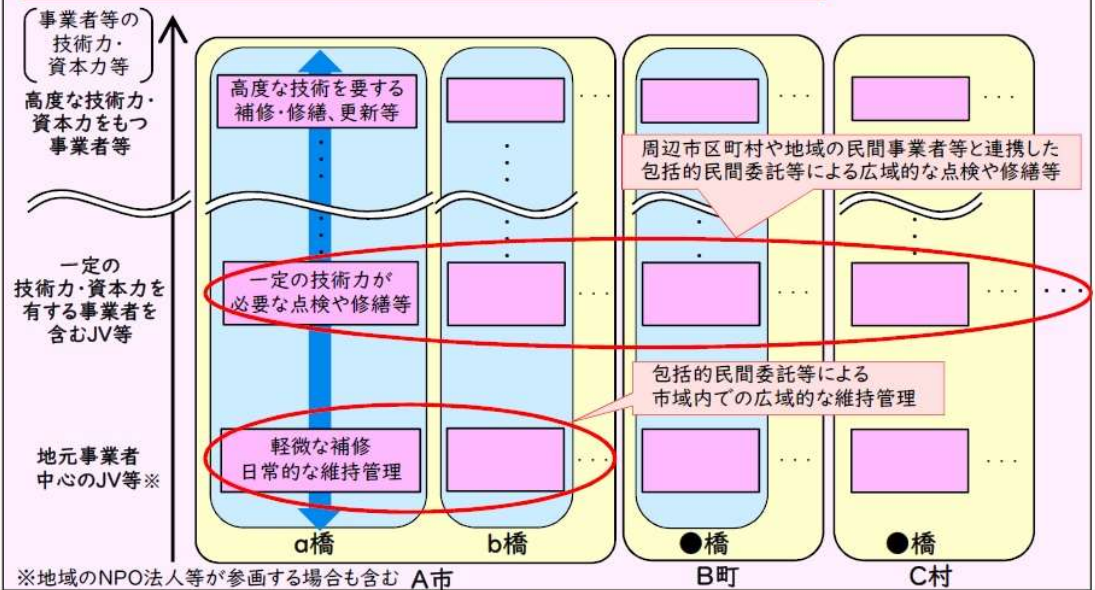 事業者等の
技術力・
資本力等
高度な技術力・
資本力をもつ
事業者等
高度な技術を要する
補修・修繕、更新等
･･･
･･･
･･･
周辺市区町村や地域の民間事業者等と連携した
包括的民間委託等による広域的な点検や修繕等
一定の
技術力・資本力を
有する事業者を
含むJV等
一定の技術力が
必要な点検や修繕等
･･･
･･･
･･･
･･･
包括的民間委託等による
市域内での広域的な維持管理
地元事業者
中心のJV等※
軽微な補修
日常的な維持管理
･･･
･･･
･･･
a橋
b橋
●橋
●橋
※地域のNPO法人等が参画する場合も含む
A市
B町
C村